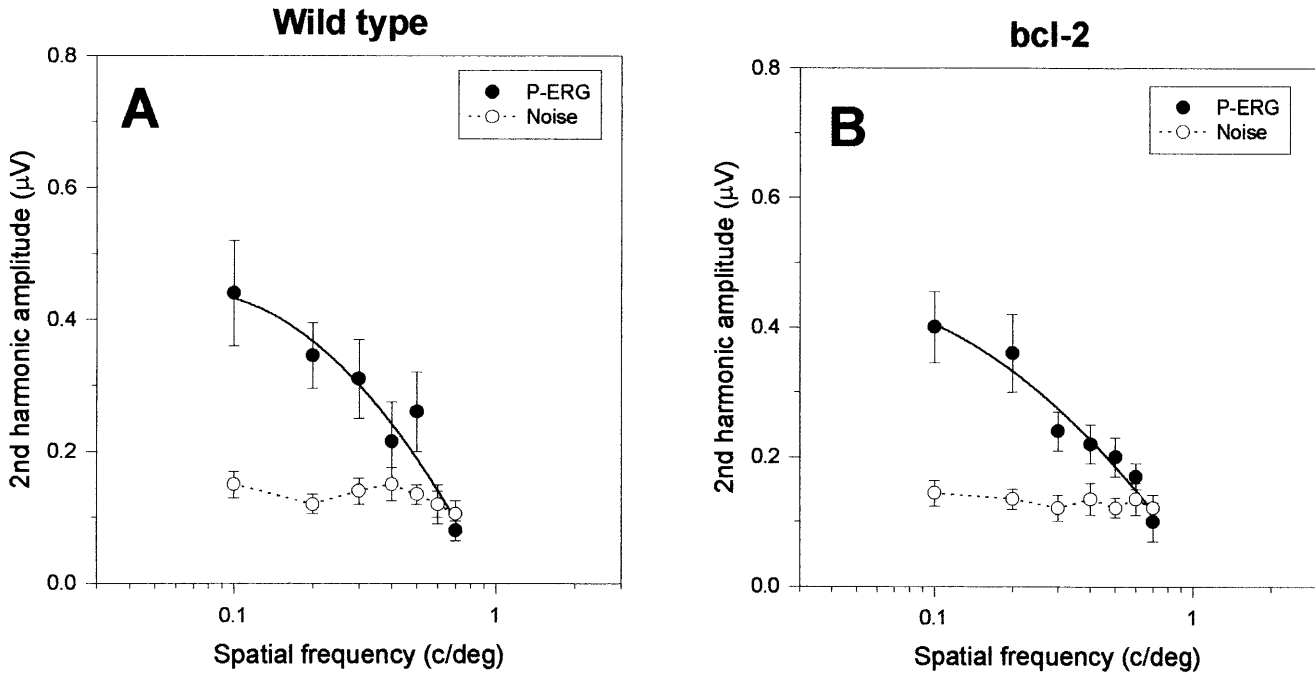 Wild type
A
P-ERG
Noise
0.8
0.6
0.4
0.2
0.0
2nd harmonic amplitude (μV)
0.1
1
Spatial frequency (c/deg)
bcl-2
B
P-ERG
Noise
0.8
0.6
0.4
0.2
0.0
2nd harmonic amplitude (μV)
0.1
1
Spatial frequency (c/deg)